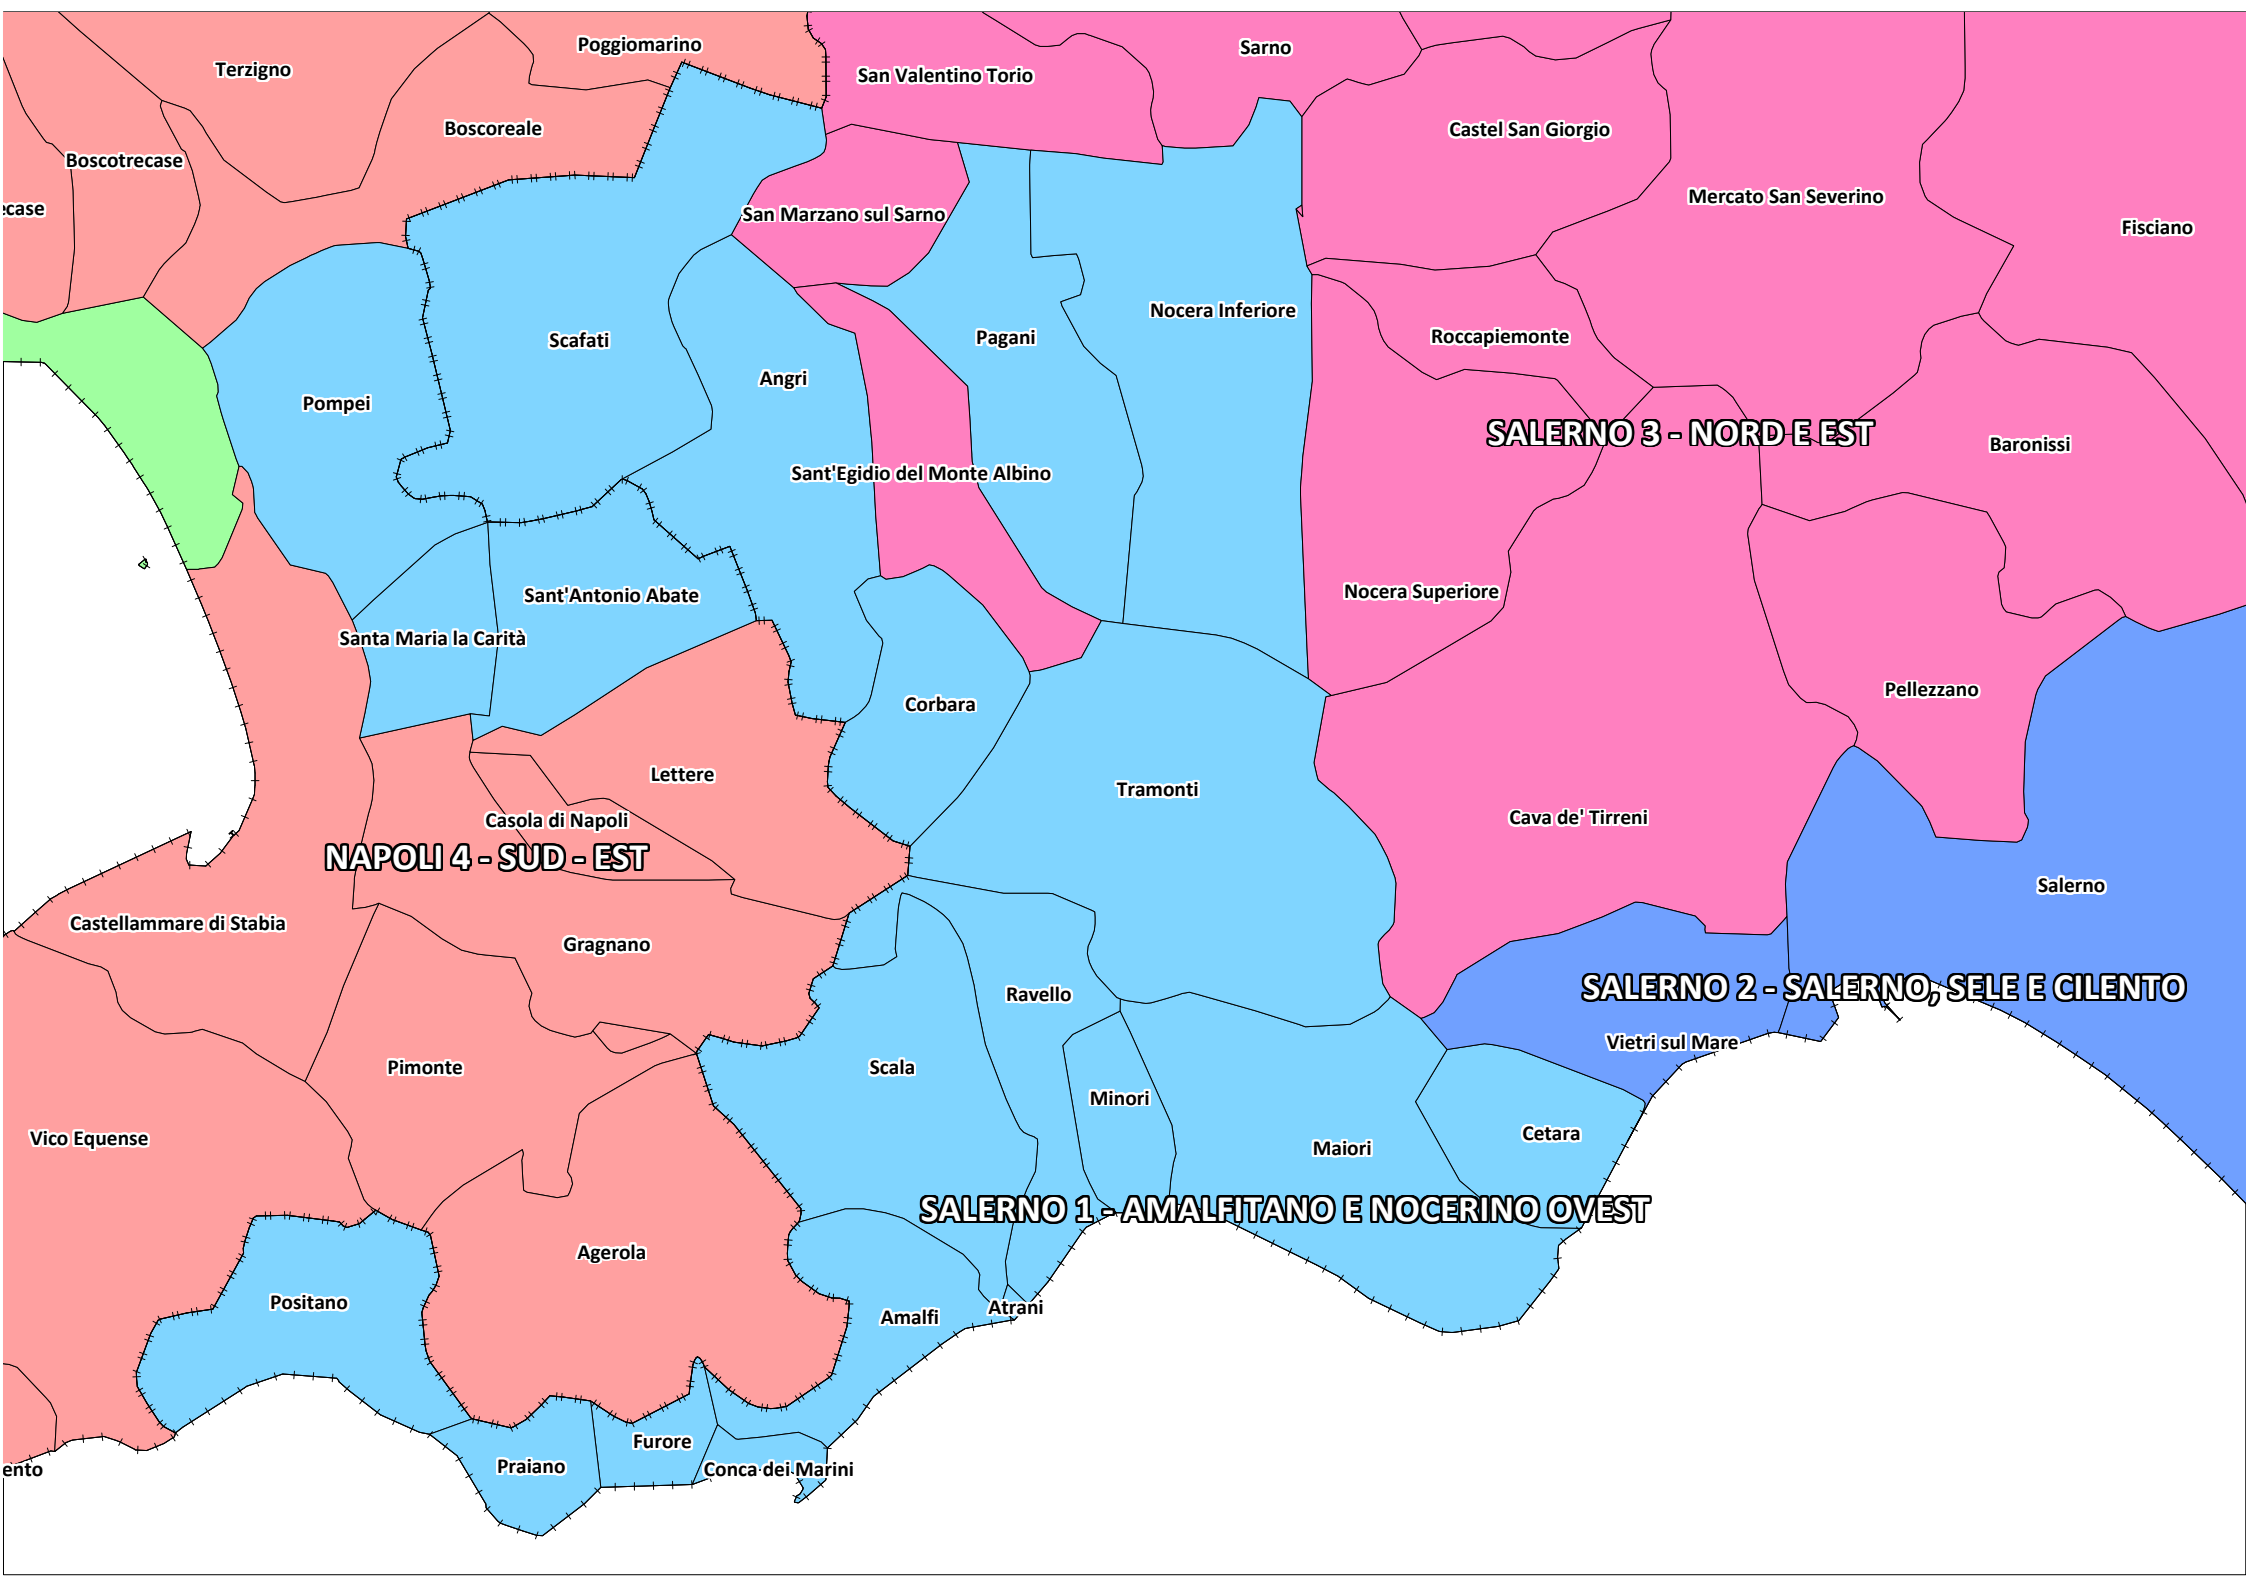 Poggiomarino
Sarno
Terzigno
San Valentino Torio
Boscoreale
Castel San Giorgio
Boscotrecase
Mercato San Severino
ecase
San Marzano sul Sarno
Fisciano
Nocera Inferiore
Scafati
Pagani
Roccapiemonte
Angri
Pompei
SALERNO 3 - NORD E EST
Baronissi
Sant'Egidio del Monte Albino
Nocera Superiore
Sant'Antonio Abate
Santa Maria la Carità
Pellezzano
Corbara
Lettere
Tramonti
Casola di Napoli
Cava de' Tirreni
NAPOLI 4 - SUD - EST
Salerno
Castellammare di Stabia
Gragnano
SALERNO 2 - SALERNO, SELE E CILENTO
Ravello
Vietri sul Mare
Pimonte
Scala
Minori
Cetara
Vico Equense
Maiori
SALERNO 1 - AMALFITANO E NOCERINO OVEST
Agerola
Positano
Atrani
Amalfi
Furore
Praiano
Conca dei Marini
ento